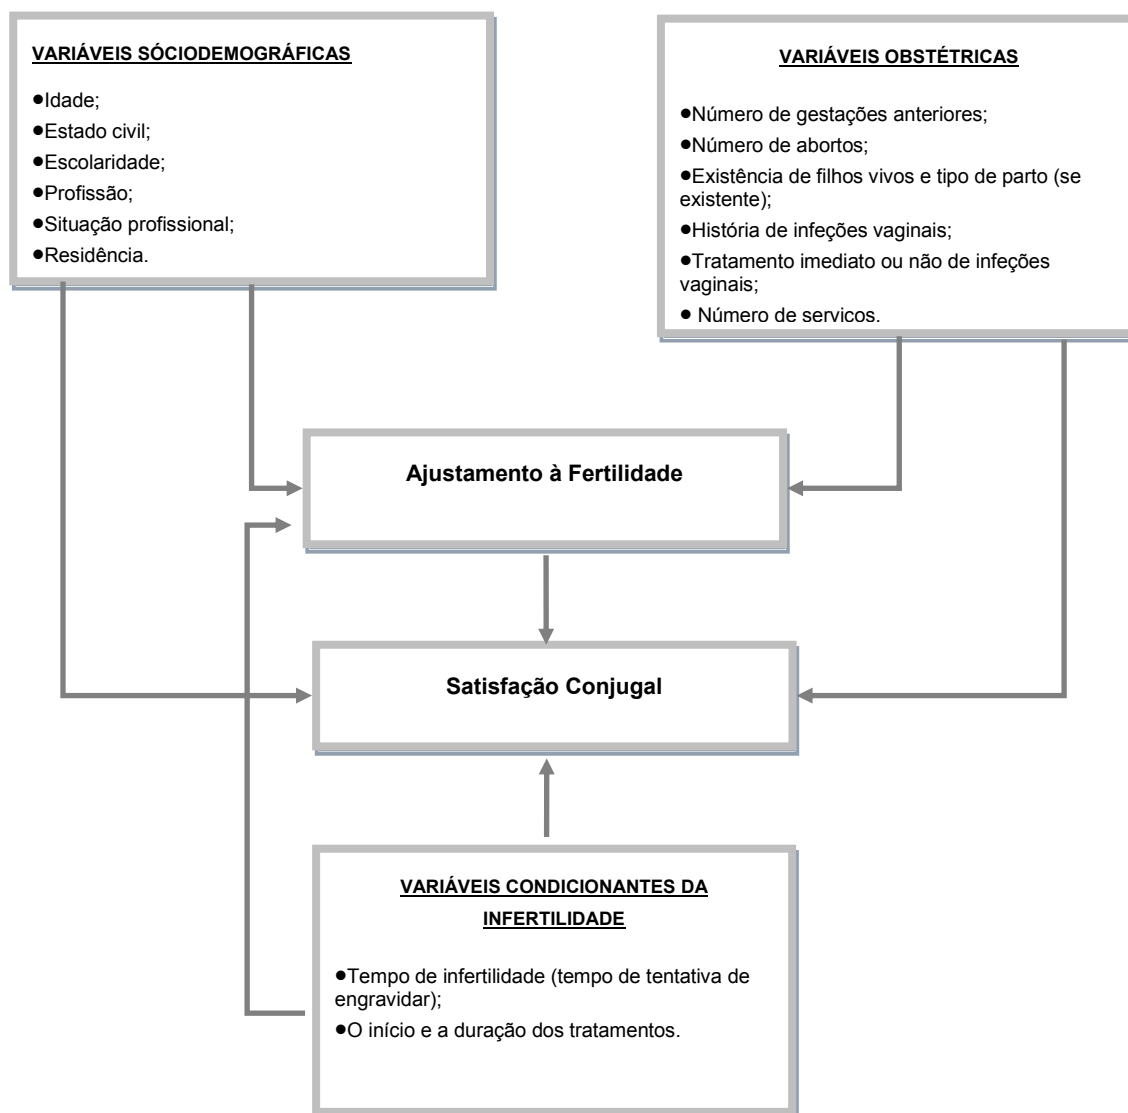 VARIÁVEIS SÓCIODEMOGRÁFICAS
●Idade;
●Estado civil;
●Escolaridade;
●Profissão;
●Situação profissional;
●Residência.
VARIÁVEIS OBSTÉTRICAS
●Número de gestações anteriores;
●Número de abortos;
●Existência de filhos vivos e tipo de parto (se
existente);
●História de infeções vaginais;
●Tratamento imediato ou não de infeções
vaginais;
● Número de servicos.
Ajustamento à Fertilidade
Satisfação Conjugal
VARIÁVEIS CONDICIONANTES DA
INFERTILIDADE
●Tempo de infertilidade (tempo de tentativa de
engravidar);
●O início e a duração dos tratamentos.